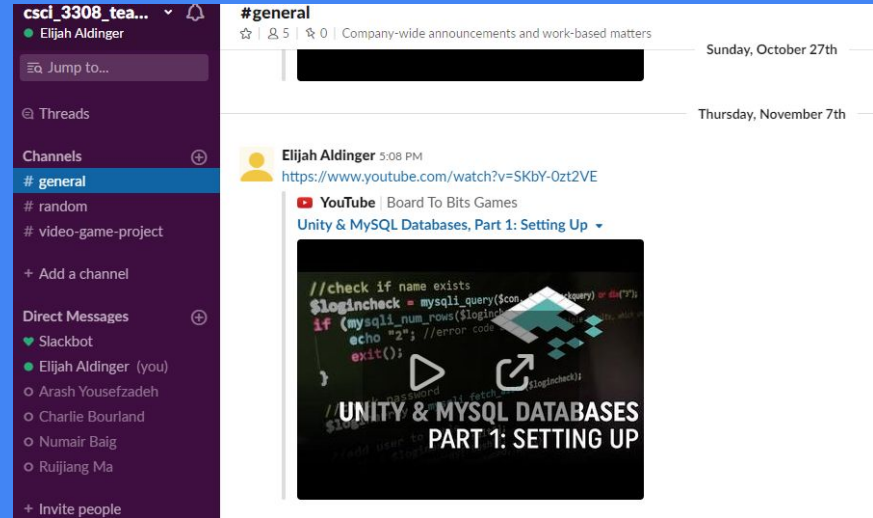 csci_3308_tea...
Elijah Aldinger
Jump to...
Threads
Channels
# general
# random
# video-game-project
+ Add a channel
Direct Messages
Slackbot
Elijah Aldinger (you)
Arash Yousefzadeh
Charlie Bourland
Numair Baig
Ruijiang Ma
+ Invite people
#general
5 | 0 | Company-wide announcements and work-based matters
Sunday, October 27th
Thursday, November 7th
Elijah Aldinger 5:08 PM
https://www.youtube.com/watch?v=SKbY-0zt2VE
YouTube | Board To Bits Games
Unity & MySQL Databases, Part 1: Setting Up
//check if name exists
$logincheck = mysqli_query($con,
if (mysqli_num_rows(
echo "2"; //error code
exit();
}
UNITY & MYSQL DATABASES
PART 1: SETTING UP